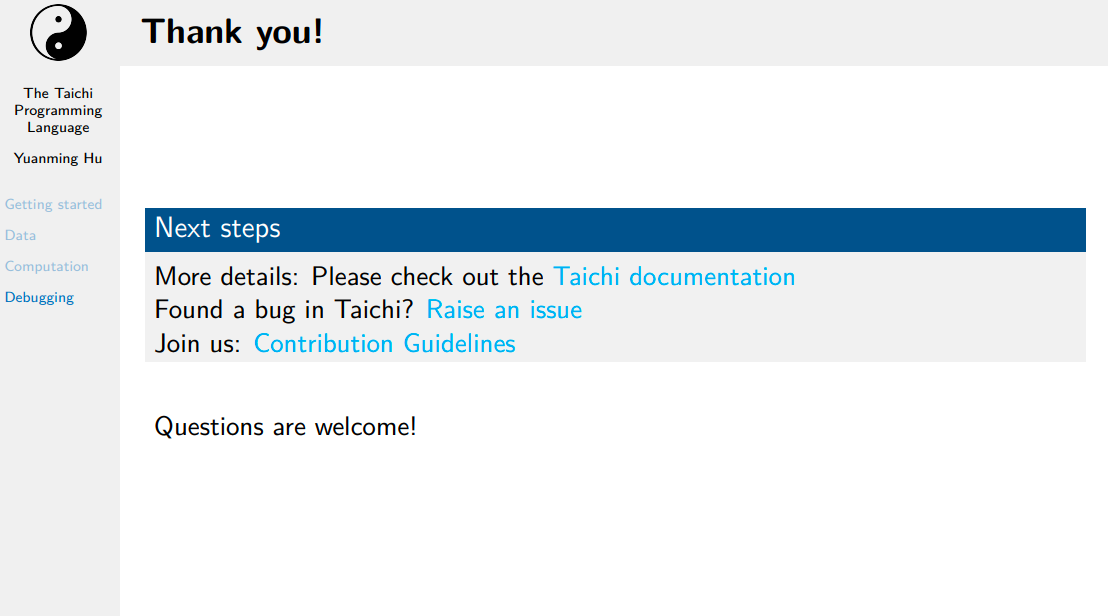 Thank you!
The Taichi
Programming
Language
Yuanming Hu
Getting started
Data
Computation
Debugging
Next steps
More details: Please check out the Taichi documentation
Found a bug in Taichi? Raise an issue
Join us: Contribution Guidelines
Questions are welcome!